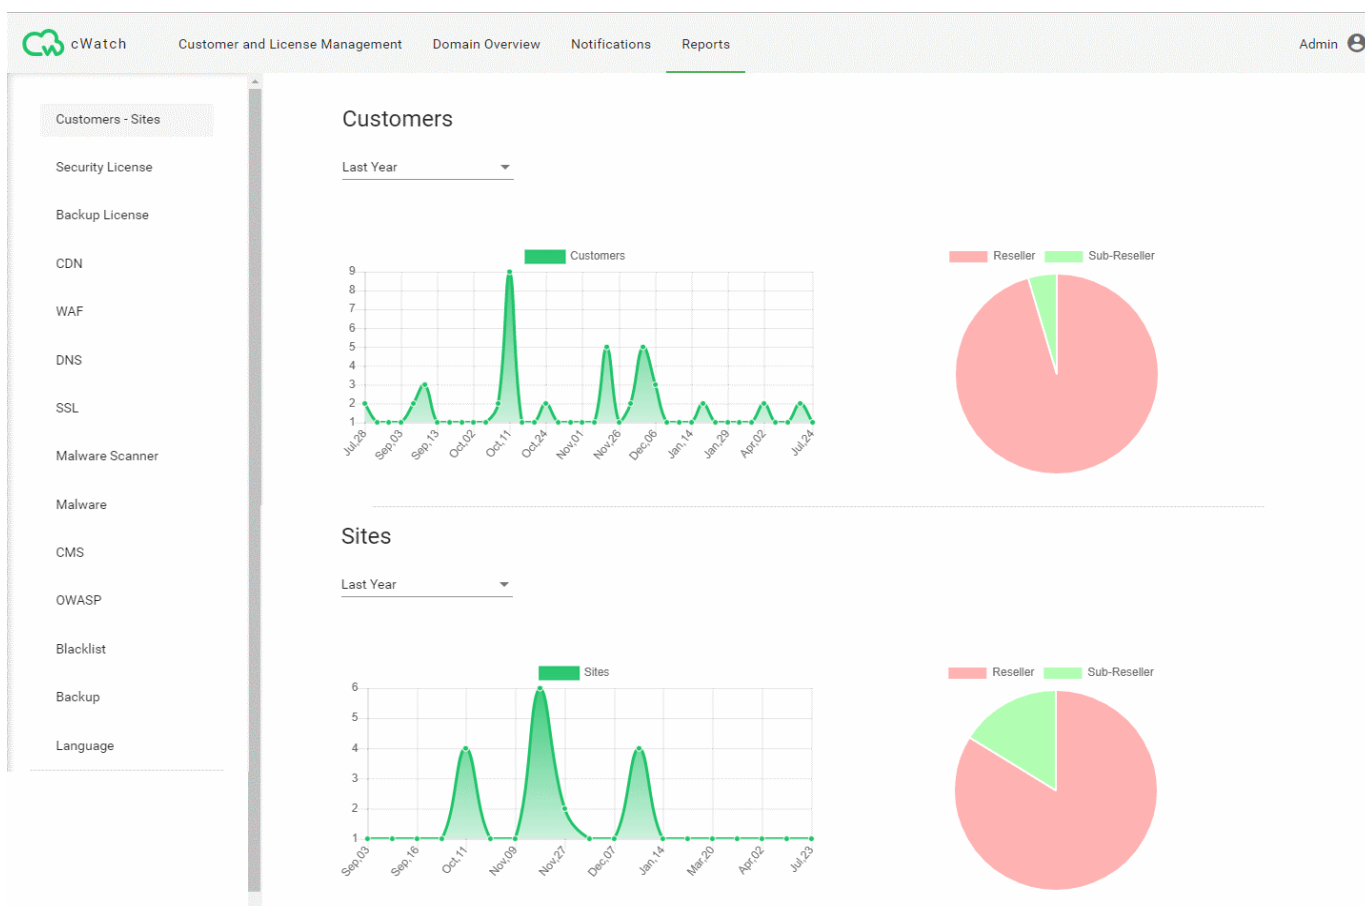 cWatch
Customer and License Management
Domain Overview
Notifications
Reports
Admin
Customers - Sites
Security License
Backup License
CDN
WAF
DNS
SSL
Malware Scanner
Malware
CMS
OWASP
Blacklist
Backup
Language
Customers
Last Year
Customers
9
8
7
6
5
4
3
2
1
Jul,28
Sep,03
Sep,13
Oct,02
Oct,11
Oct,24
Nov,01
Nov,26
Dec,06
Jan,14
Jan,29
Apr,02
Jul,24
Reseller
Sub-Reseller
Sites
Last Year
Sites
6
5
4
3
2
1
Sep,03
Sep,16
Oct,11
Nov,09
Nov,27
Dec,07
Jan,14
Mar,20
Apr,02
Jul,23
Reseller
Sub-Reseller